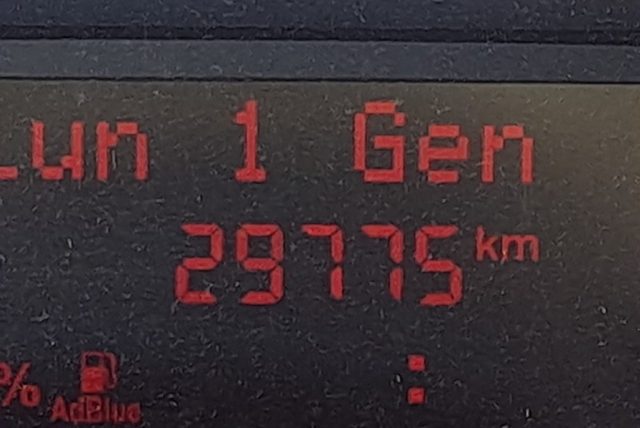 Lun 1 Gen
29775 km
% AdBlue
: